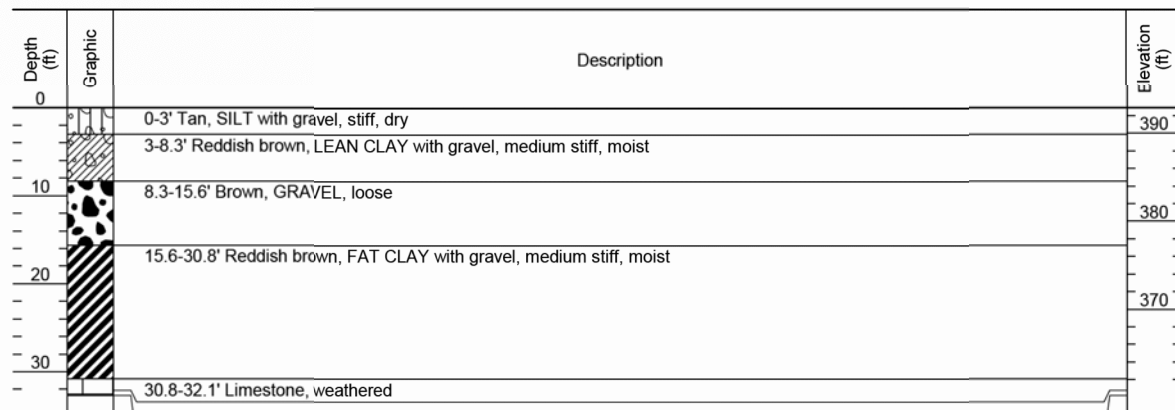 Depth (ft)
Graphic
Description
Elevation (ft)
0
0-3' Tan, SILT with gravel, stiff, dry
390
3-8.3' Reddish brown, LEAN CLAY with gravel, medium stiff, moist
10
8.3-15.6' Brown, GRAVEL, loose
380
15.6-30.8' Reddish brown, FAT CLAY with gravel, medium stiff, moist
20
370
30
30.8-32.1' Limestone, weathered